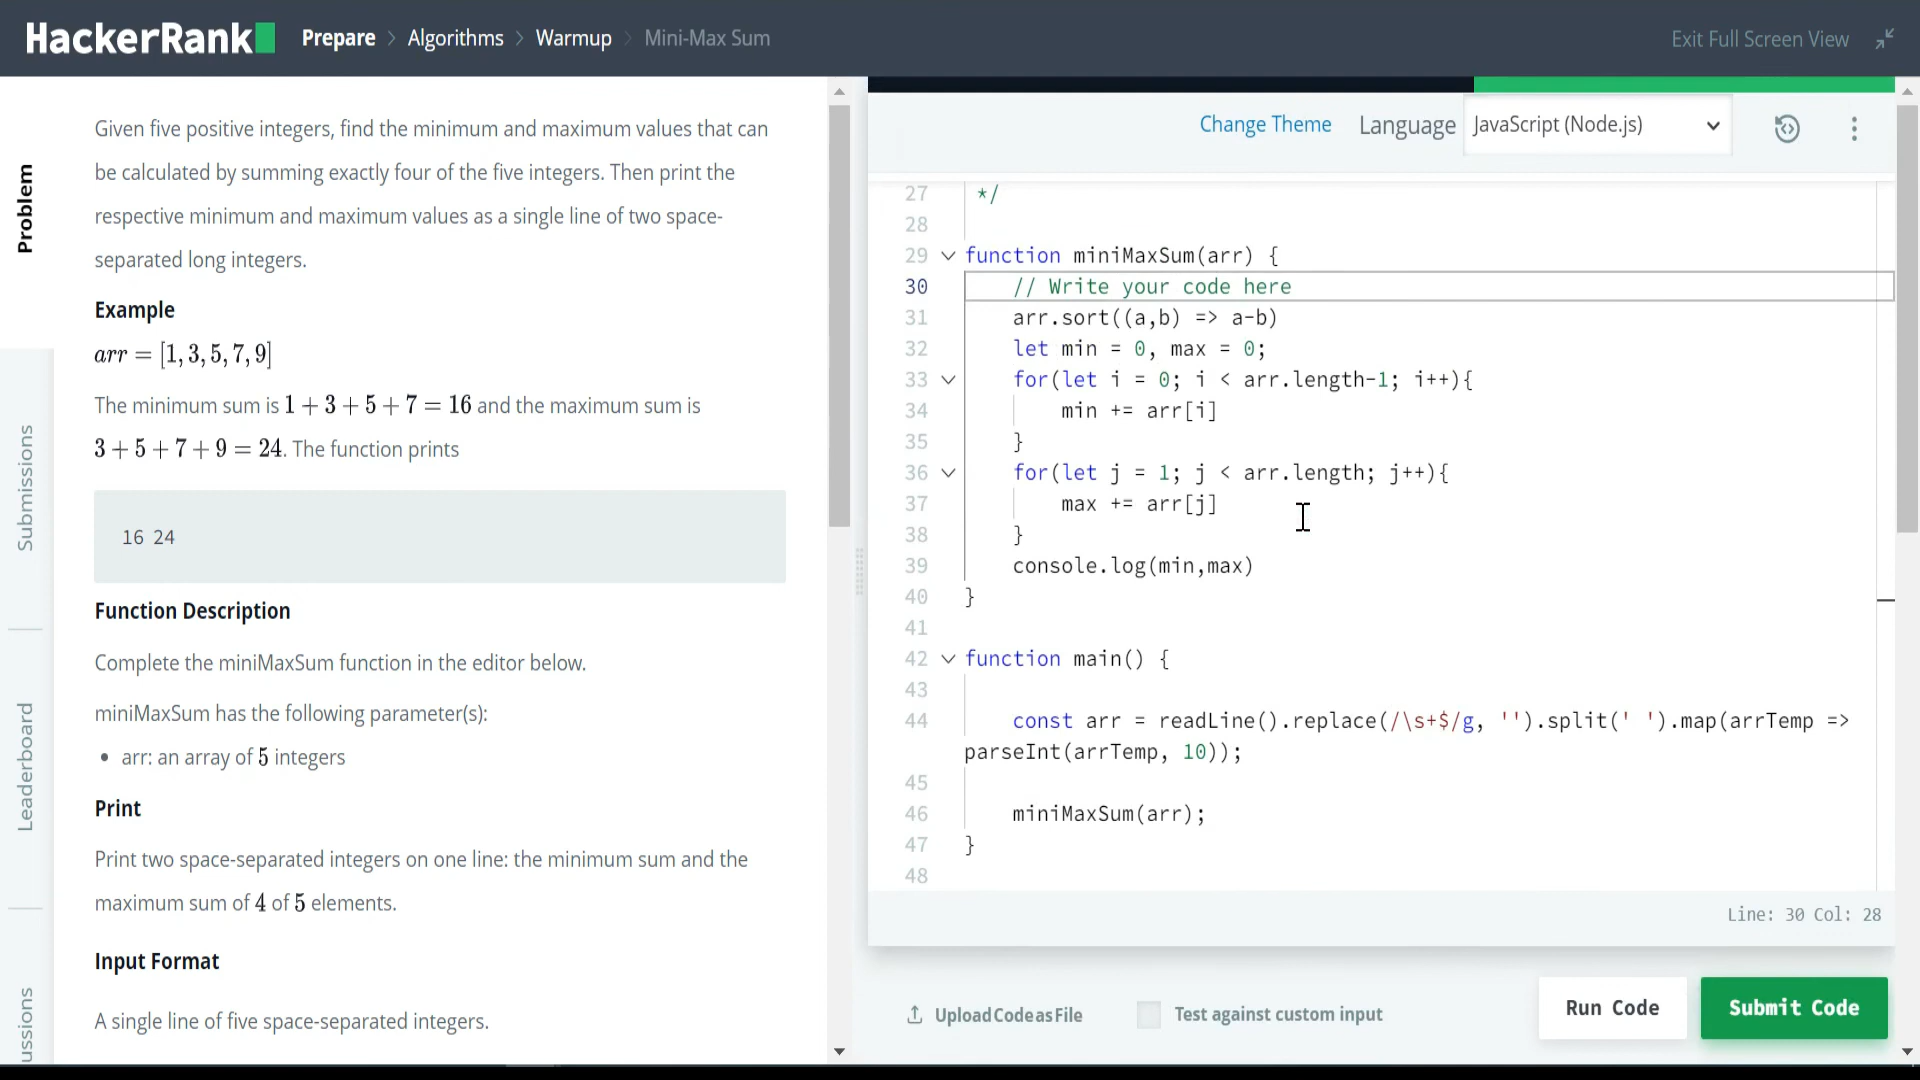 HackerRank Prepare > Algorithms > Warmup > Mini-Max Sum Exit Full Screen View
Problem
Submissions
Leaderboard
ussions
Given five positive integers, find the minimum and maximum values that can
be calculated by summing exactly four of the five integers. Then print the
respective minimum and maximum values as a single line of two space-
separated long integers.
Example
arr = [1, 3, 5, 7, 9]
The minimum sum is 1 + 3 + 5 + 7 = 16 and the maximum sum is
3 + 5 + 7 + 9 = 24. The function prints
16 24
Function Description
Complete the miniMaxSum function in the editor below.
miniMaxSum has the following parameter(s):
• arr: an array of 5 integers
Print
Print two space-separated integers on one line: the minimum sum and the
maximum sum of 4 of 5 elements.
Input Format
A single line of five space-separated integers.
Change Theme Language JavaScript (Node.js)
27 */
28
29 function miniMaxSum(arr) {
30 // Write your code here
31 arr.sort((a,b) => a-b)
32 let min = 0, max = 0;
33 for(let i = 0; i < arr.length-1; i++){
34 min += arr[i]
35 }
36 for(let j = 1; j < arr.length; j++){
37 max += arr[j]
38 }
39 console.log(min,max)
40 }
41
42 function main() {
43
44 const arr = readLine().replace(/\s+$/g, '').split(' ').map(arrTemp =>
parseInt(arrTemp, 10));
45
46 miniMaxSum(arr);
47 }
48
Line: 30 Col: 28
Upload Code as File Test against custom input Run Code Submit Code